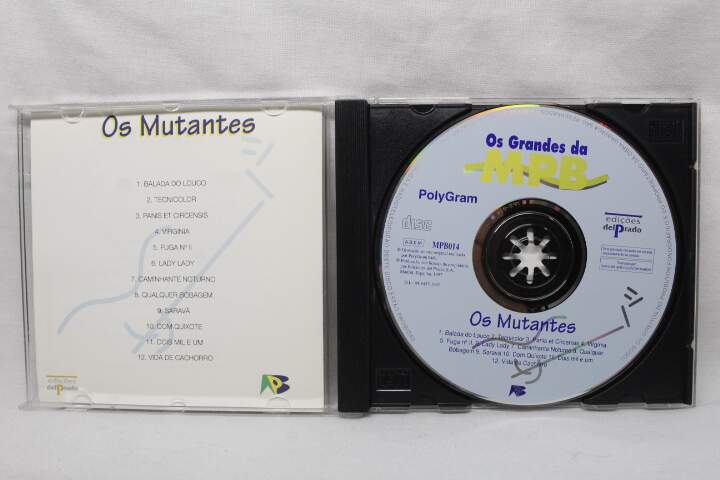 Os Mutantes
1. BALADA DO LOUCO
2. TECNICOLOR
3. PANIS ET CIRCENSIS
4. VIRGINIA
5. FUGA Nº II
6. LADY LADY
7. CAMINHANTE NOTURNO
8. QUALQUER BOBAGEM
9. SARAVÁ
10. DOM QUIXOTE
11. DOIS MIL E UM
12. VIDA DE CACHORRO
edições
delPrado
Os Grandes da
MPB
PolyGram
disc
MPB014
edições
delPrado
Os Mutantes
1. Balada do Louco 2. Tecnicolor 3. Panis et Circensis 4. Virginia
5. Fuga nº II 6. Lady Lady 7. Caminhante Noturno 8. Qualquer
Bobagem 9. Saravá 10. Dom Quixote 11. Dois mil e um
12. Vida de Cachorro